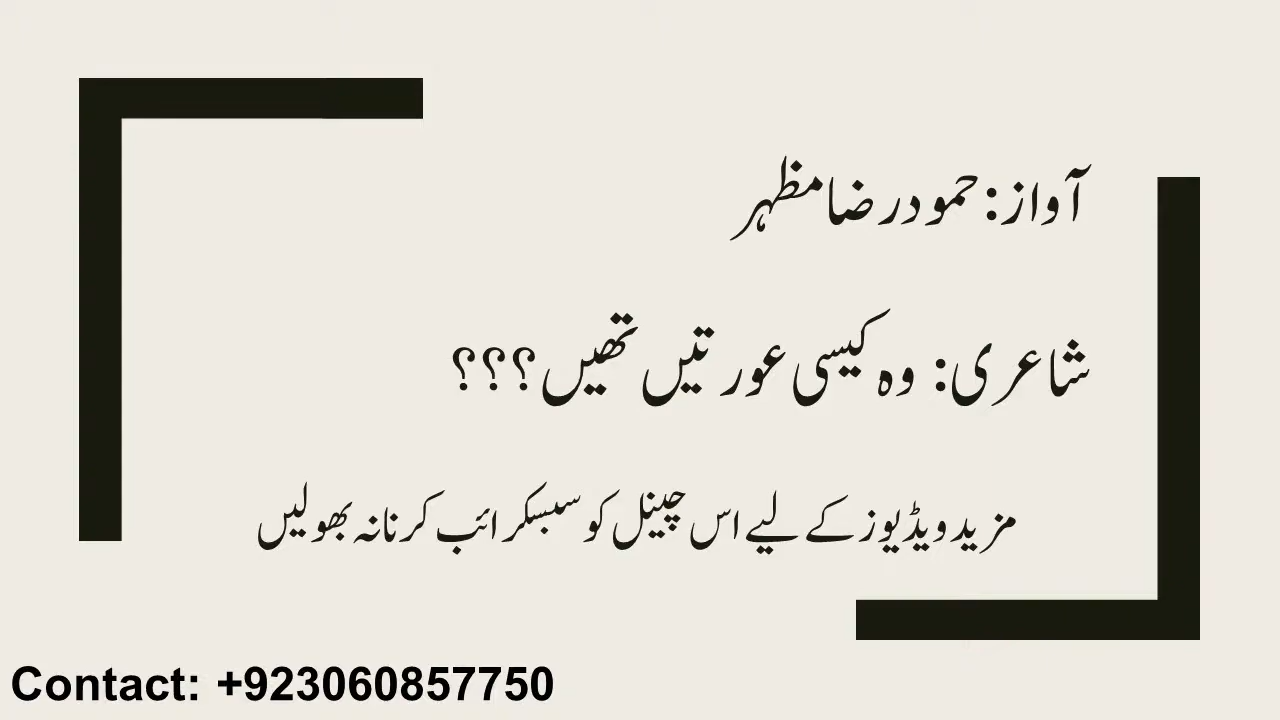 آواز: حمود رضا مظہر
شاعری: وہ کیسی عورتیں تھیں؟؟؟
مزید ویڈیوز کے لیے اس چینل کو سبسکرائب کرنا نہ بھولیں
Contact: +923060857750